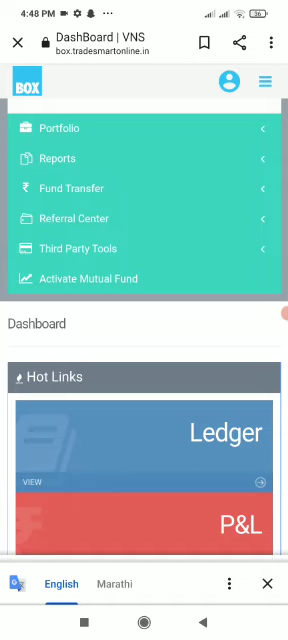 4:48 PM
36
DashBoard | VNS
box.tradesmartonline.in
BOX
Portfolio
Reports
Fund Transfer
Referral Center
Third Party Tools
Activate Mutual Fund
Dashboard
Hot Links
Ledger
VIEW
P&L
English Marathi